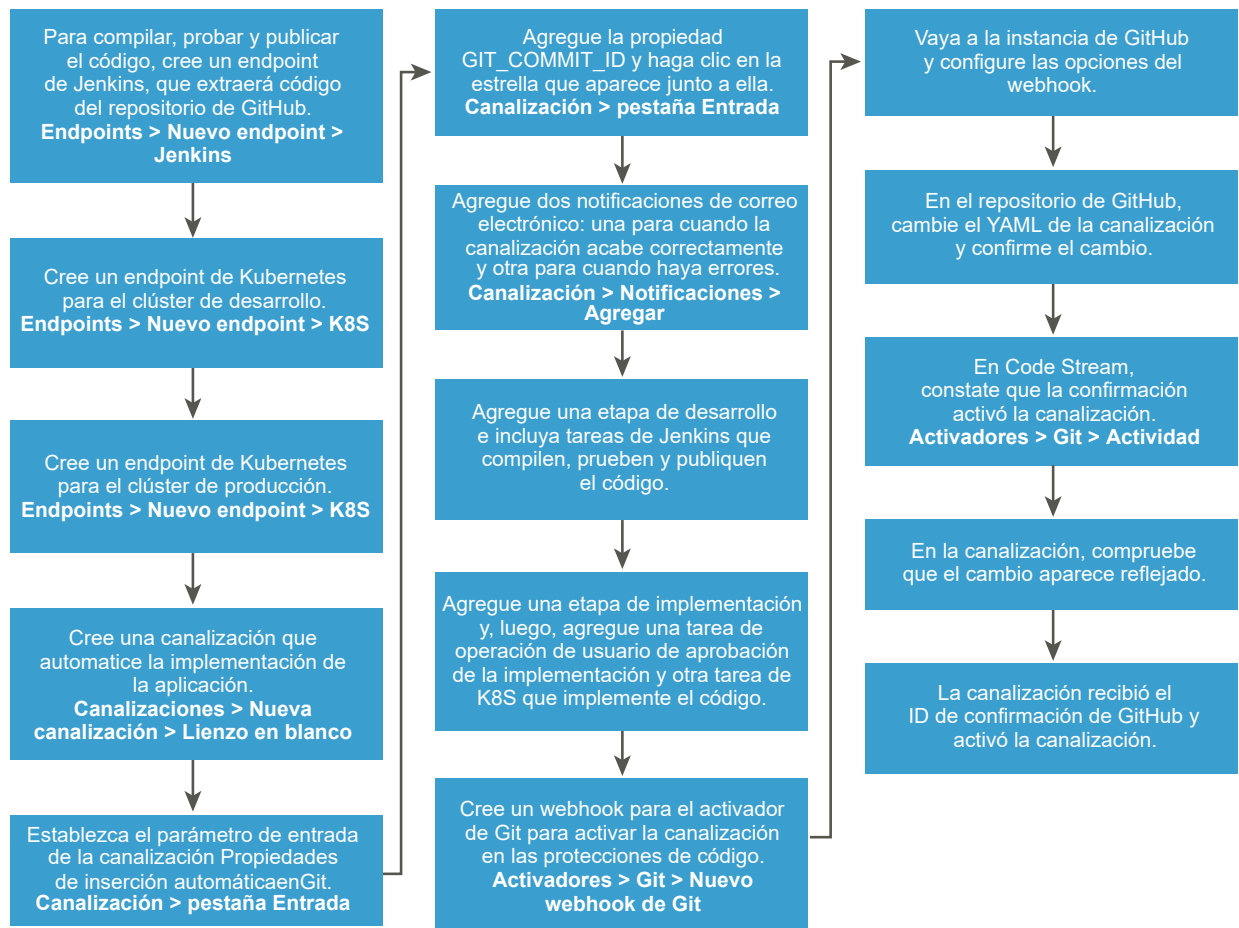 Para compilar, probar y publicar
el código, cree un endpoint
de Jenkins, que extraerá código
del repositorio de GitHub.
Endpoints > Nuevo endpoint >
Jenkins
Cree un endpoint de Kubernetes
para el clúster de desarrollo.
Endpoints > Nuevo endpoint > K8S
Cree un endpoint de Kubernetes
para el clúster de producción.
Endpoints > Nuevo endpoint > K8S
Cree una canalización que
automatice la implementación de
la aplicación.
Canalizaciones > Nueva
canalización > Lienzo en blanco
Establezca el parámetro de entrada
de la canalización Propiedades
de inserción automáticaenGit.
Canalización > pestaña Entrada
Agregue la propiedad
GIT_COMMIT_ID y haga clic en la
estrella que aparece junto a ella.
Canalización > pestaña Entrada
Agregue dos notificaciones de correo
electrónico: una para cuando la
canalización acabe correctamente
y otra para cuando haya errores.
Canalización > Notificaciones >
Agregar
Agregue una etapa de desarrollo
e incluya tareas de Jenkins que
compilen, prueben y publiquen
el código.
Agregue una etapa de implementación
y, luego, agregue una tarea de
operación de usuario de aprobación
de la implementación y otra tarea de
K8S que implemente el código.
Cree un webhook para el activador
de Git para activar la canalización
en las protecciones de código.
Activadores > Git > Nuevo
webhook de Git
Vaya a la instancia de GitHub
y configure las opciones del
webhook.
En el repositorio de GitHub,
cambie el YAML de la canalización
y confirme el cambio.
En Code Stream,
constate que la confirmación
activó la canalización.
Activadores > Git > Actividad
En la canalización, compruebe
que el cambio aparece reflejado.
La canalización recibió el
ID de confirmación de GitHub y
activó la canalización.